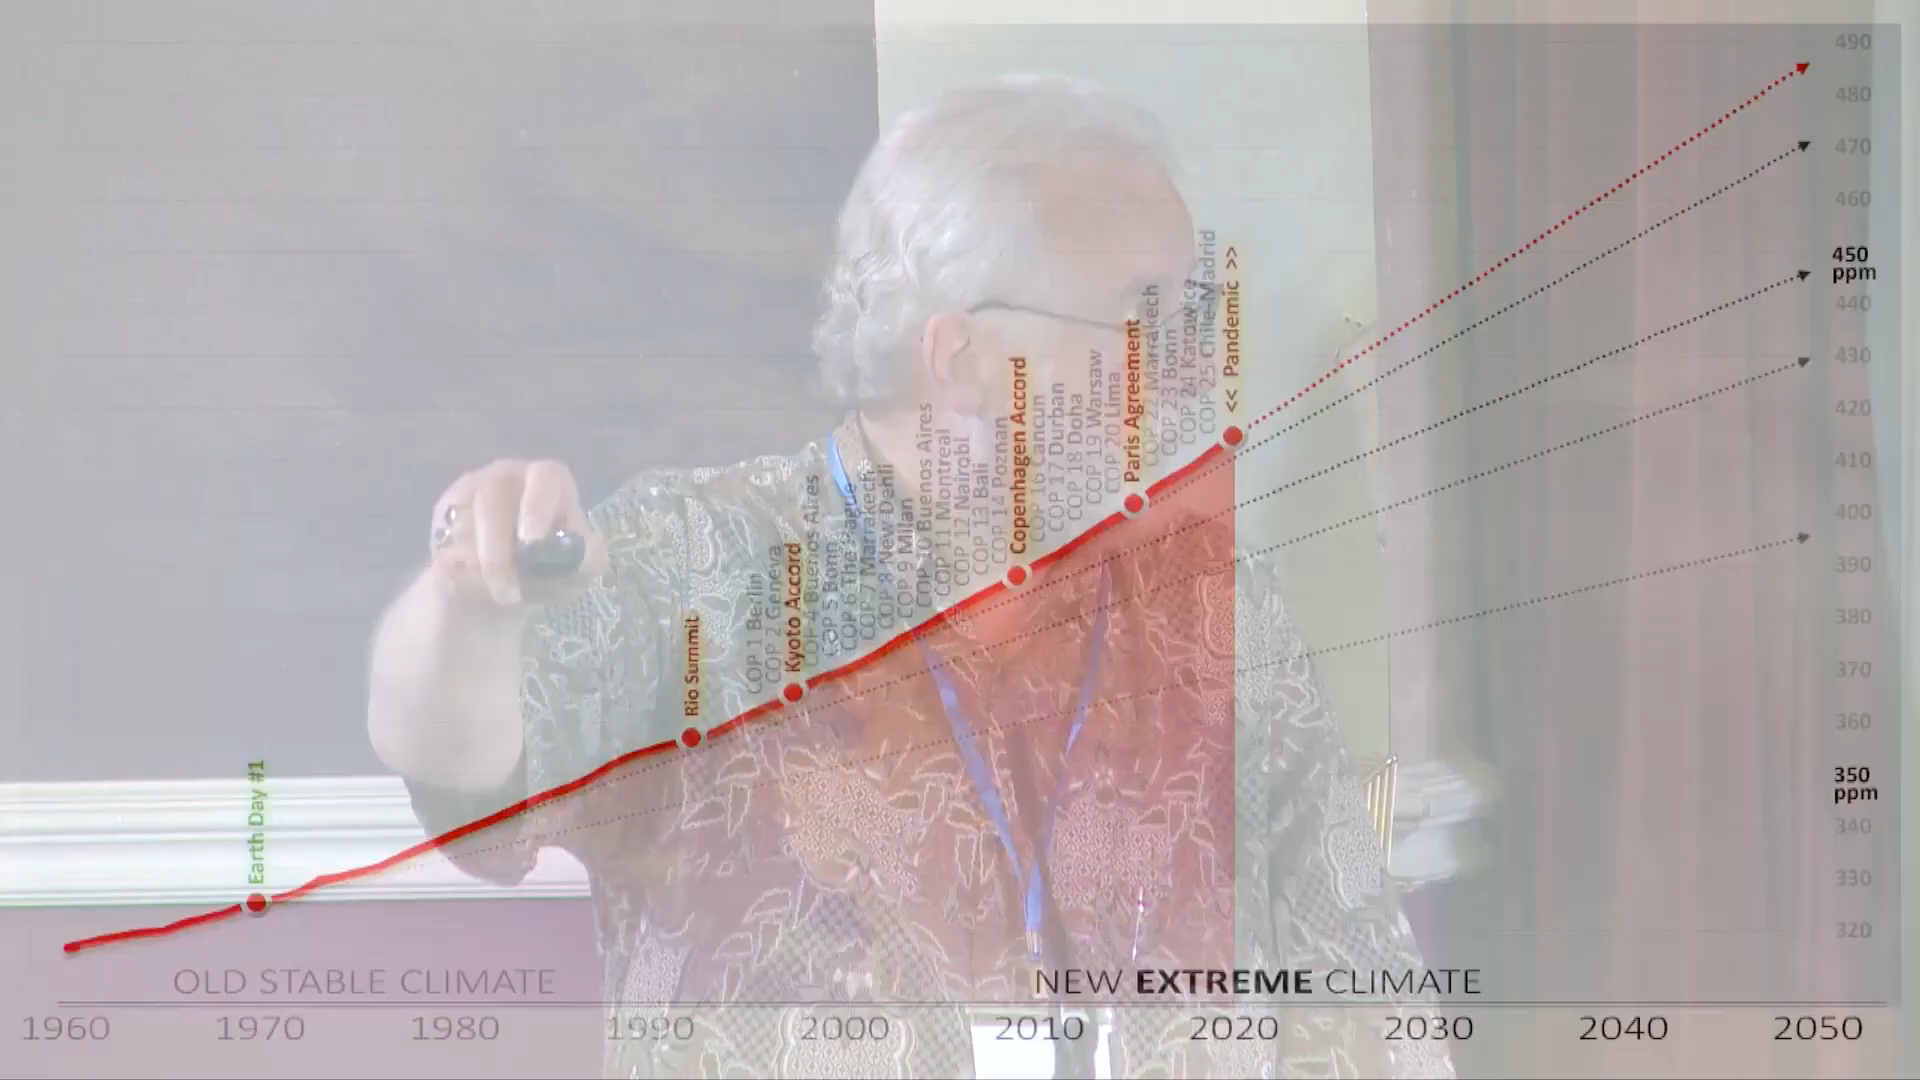 490
480
470
460
450
ppm
440
430
420
410
400
390
380
370
360
350
ppm
340
330
320
Earth Day #1
Rio Summit
COP 1 Berlin
COP 2 Geneva
Kyoto Accord
COP 4 Buenos Aires
COP 5 Bonn
COP 6 The Hague
COP 7 Marrakech
COP 8 New Dehli
COP 9 Milan
COP 10 Buenos Aires
COP 11 Montreal
COP 12 Nairobi
COP 13 Bali
COP 14 Poznan
Copenhagen Accord
COP 16 Cancun
COP 17 Durban
COP 18 Doha
COP 19 Warsaw
COP 20 Lima
Paris Agreement
COP 22 Marrakech
COP 23 Bonn
COP 24 Katowice
COP 25 Chile-Madrid
<< Pandemic >>
OLD STABLE CLIMATE
NEW EXTREME CLIMATE
1960 1970 1980 1990 2000 2010 2020 2030 2040 2050